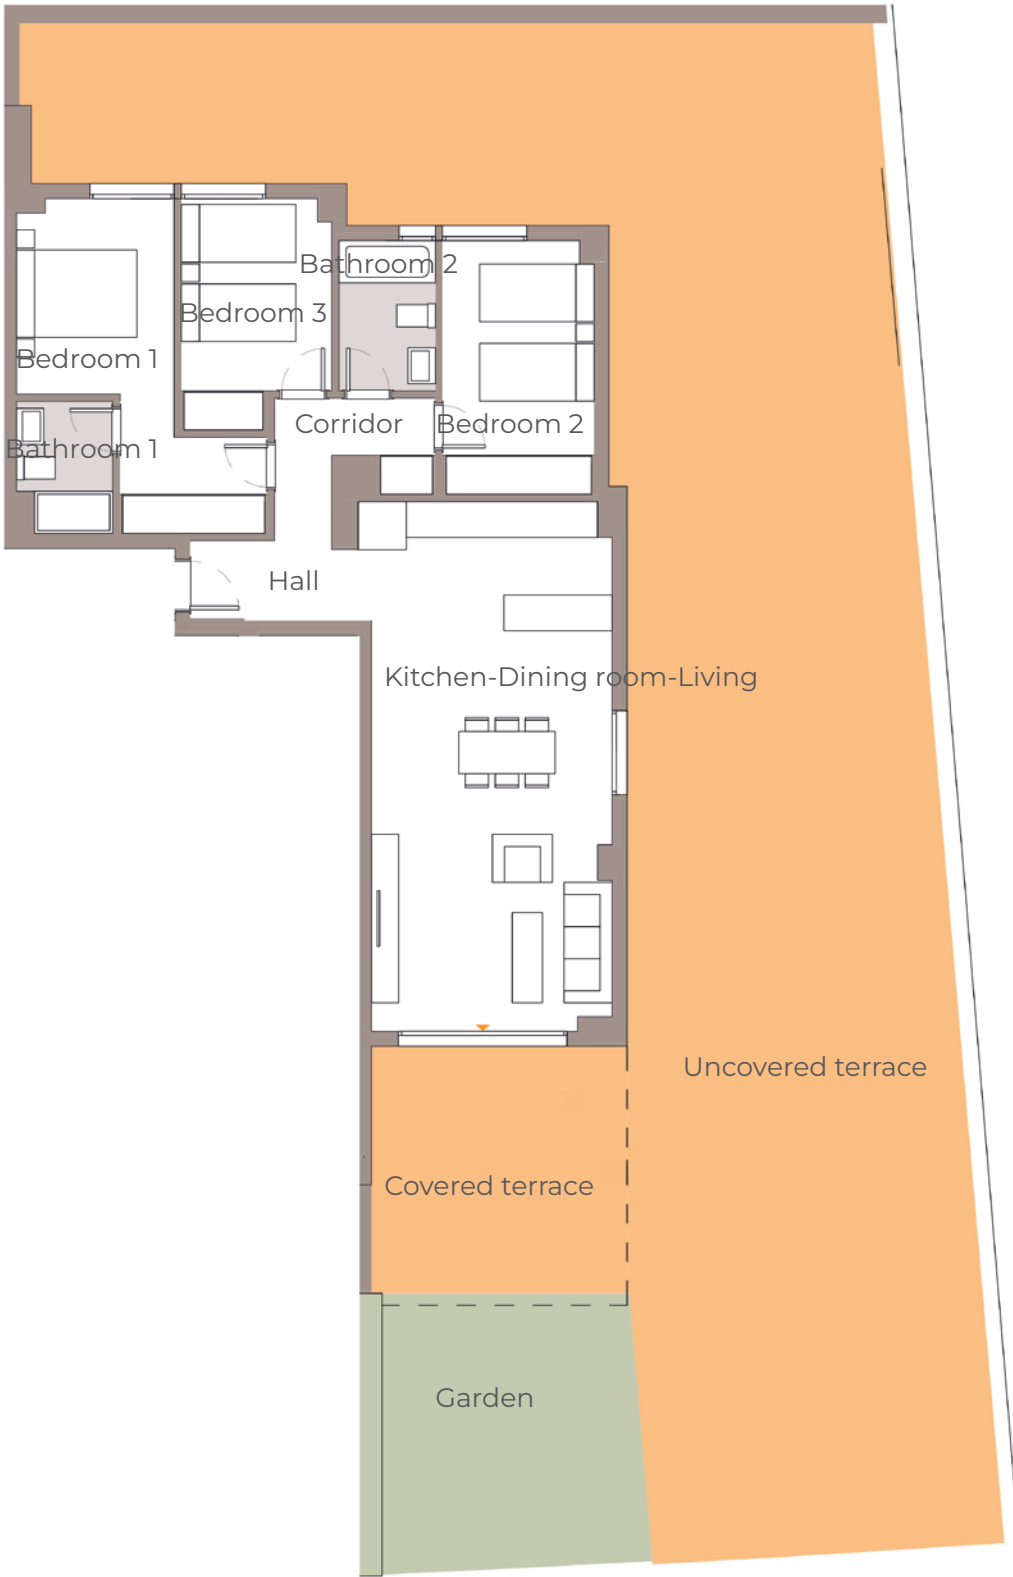 Bathroom 2
Bedroom 3
Bedroom 1
Corridor
Bedroom 2
Bathroom 1
Hall
Kitchen-Dining room-Living
Uncovered terrace
Covered terrace
Garden